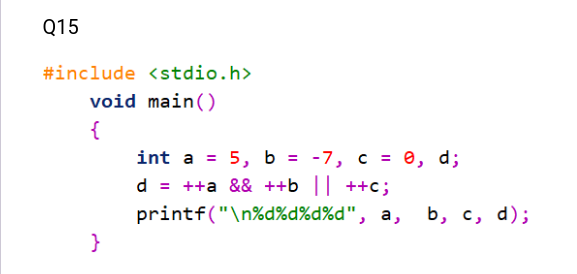 Q15
#include <stdio.h>
void main()
{
int a = 5, b = -7, c = 0, d;
d = ++a && ++b || ++c;
printf("\n%d%d%d%d", a,  b, c, d);
}